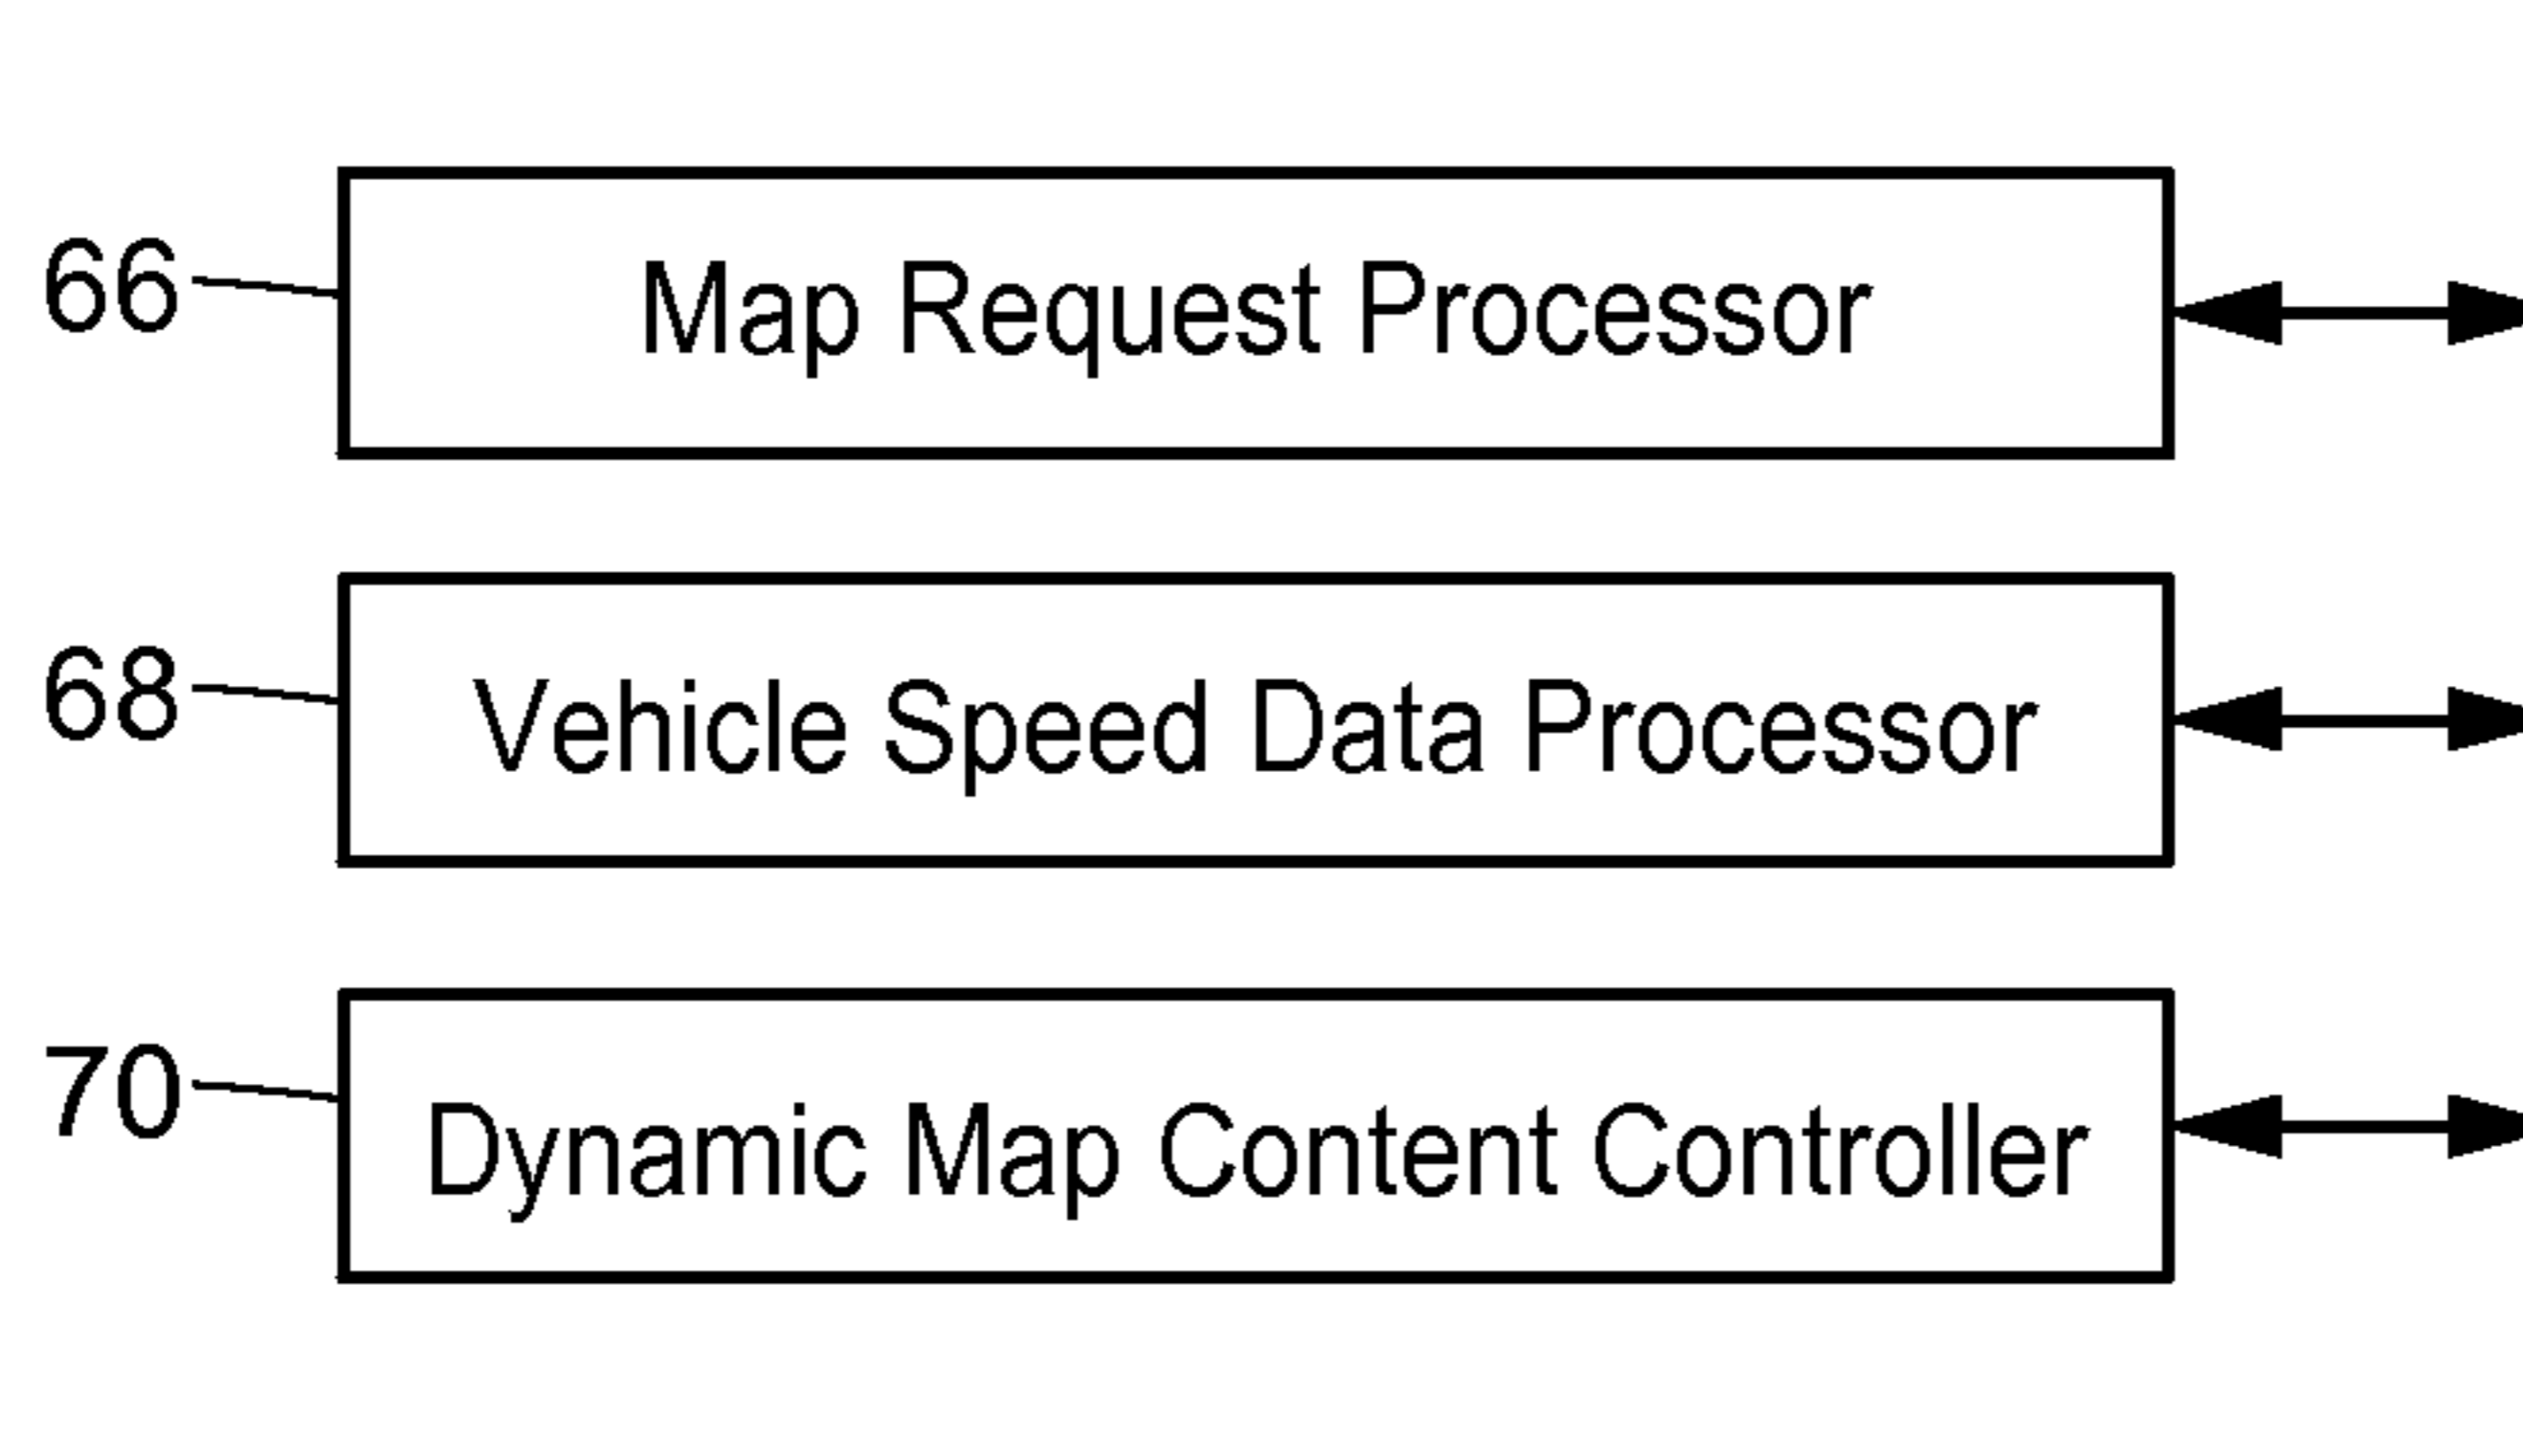 66 Map Request Processor
68 Vehicle Speed Data Processor
70 Dynamic Map Content Controller